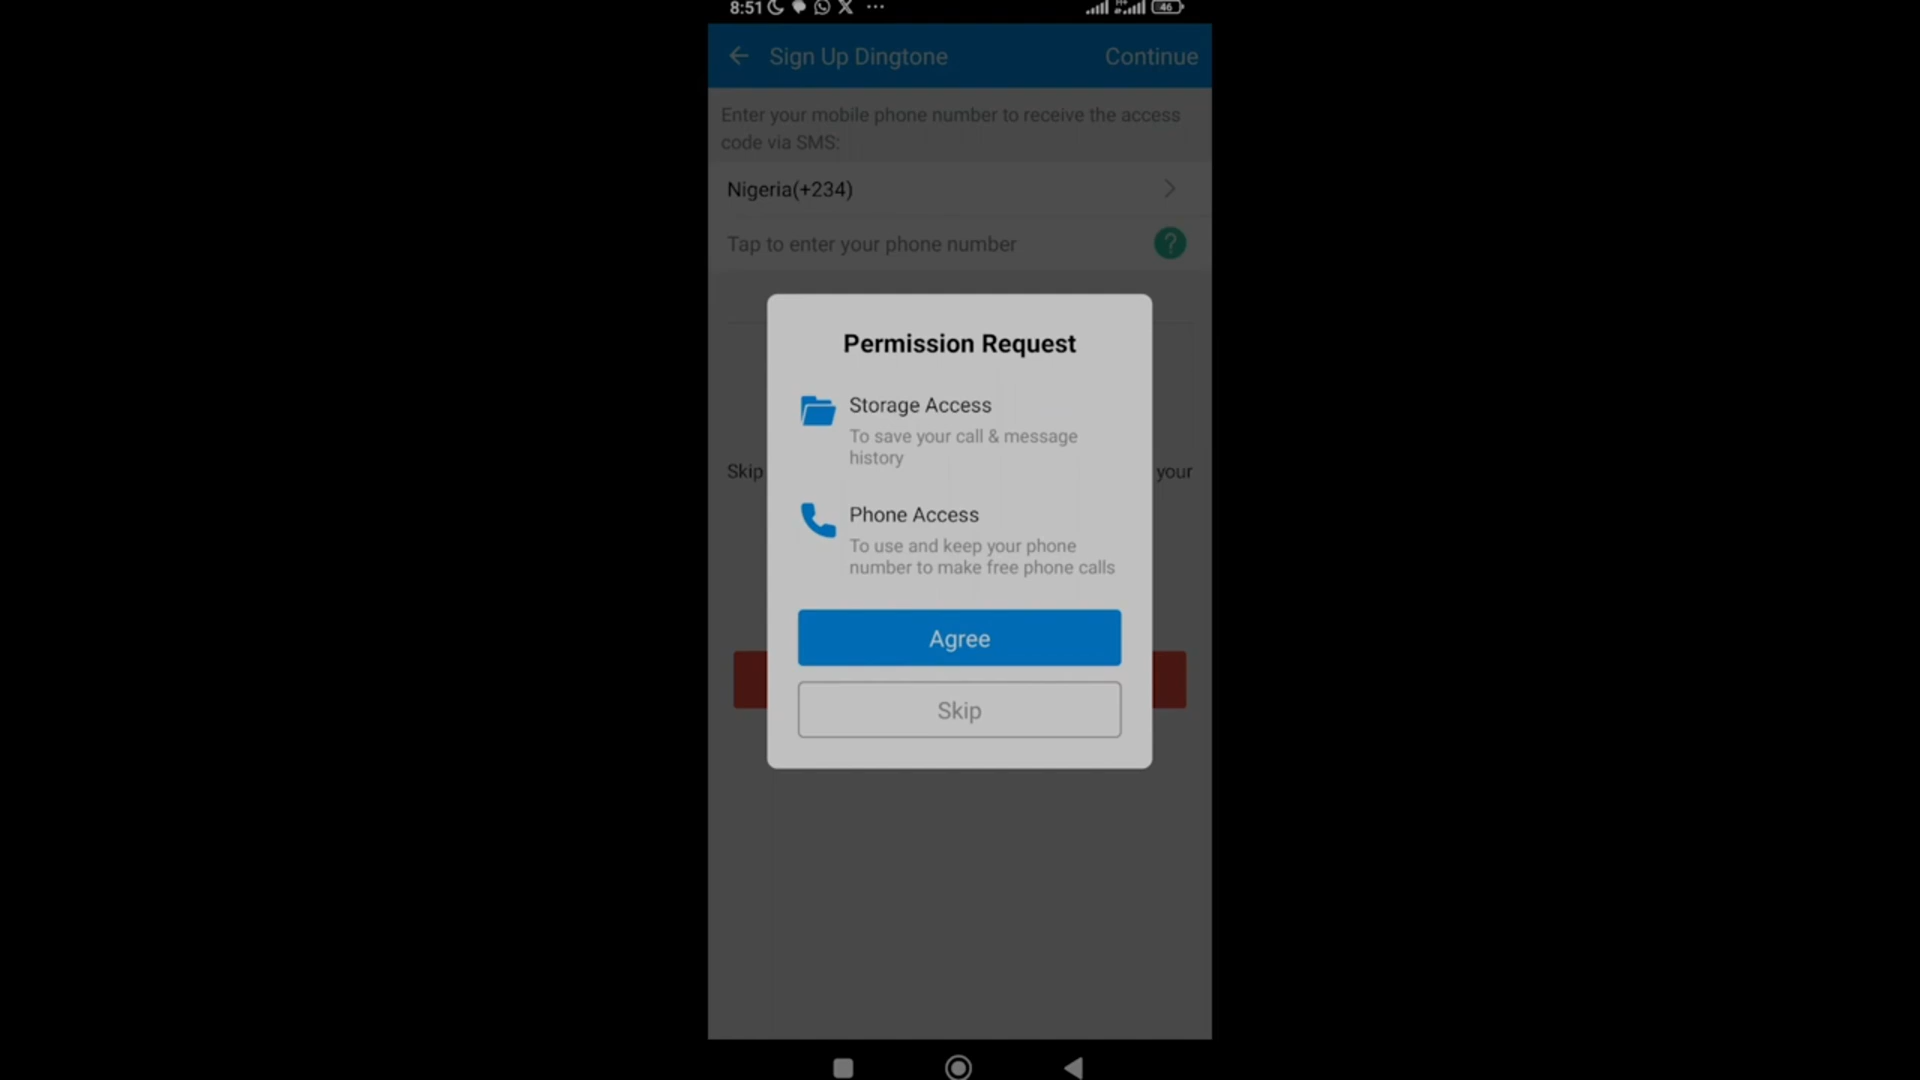 8:51
46
Sign Up Dingtone
Continue
Enter your mobile phone number to receive the access
code via SMS:
Nigeria(+234)
Tap to enter your phone number
?
Permission Request
Storage Access
To save your call & message
history
Skip
your
Phone Access
To use and keep your phone
number to make free phone calls
Agree
Skip